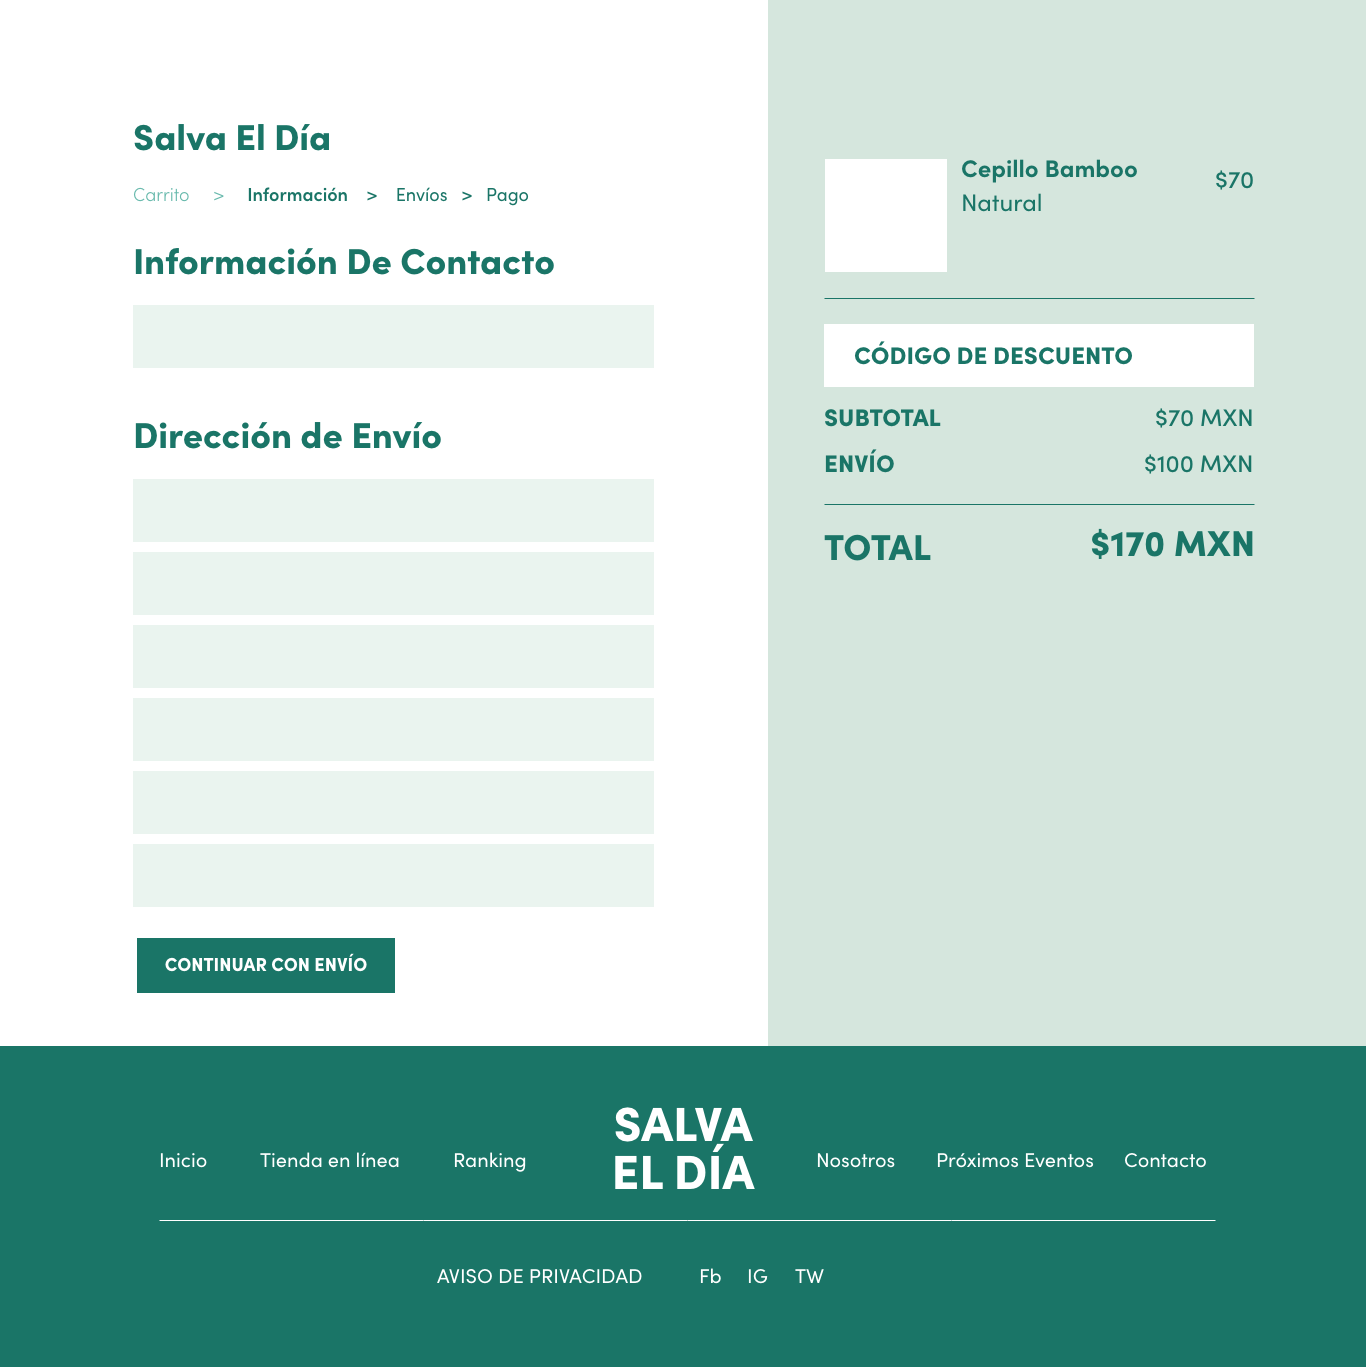 Salva El Día
Carrito > Información > Envíos > Pago
Información De Contacto
Dirección de Envío
CONTINUAR CON ENVÍO
Cepillo Bamboo
Natural
$70
CÓDIGO DE DESCUENTO
SUBTOTAL $70 MXN
ENVÍO $100 MXN
TOTAL $170 MXN
Inicio Tienda en línea Ranking
SALVA
EL DÍA
Nosotros Próximos Eventos Contacto
AVISO DE PRIVACIDAD Fb IG TW